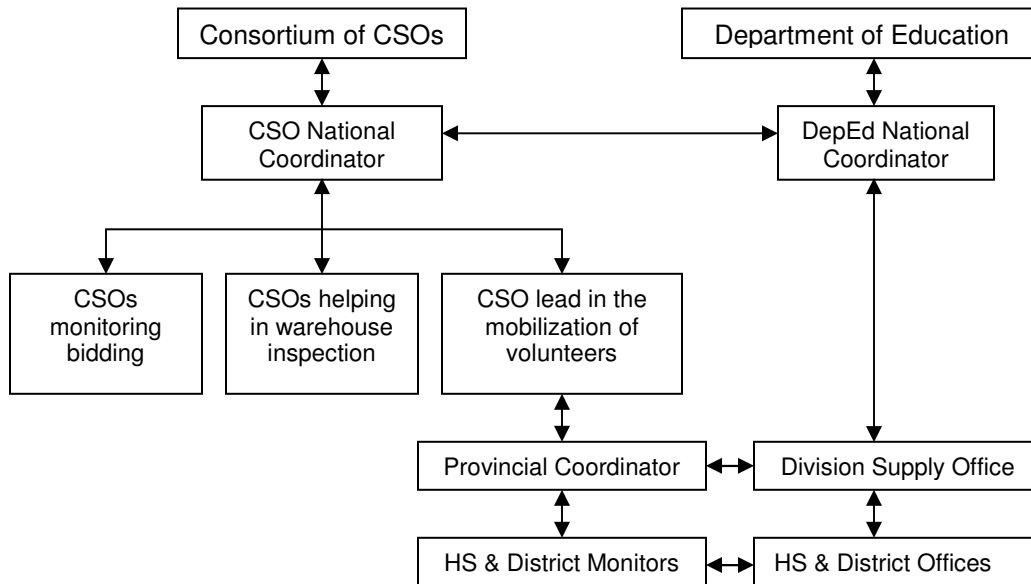 Consortium of CSOs
Department of Education
CSO National
Coordinator
DepEd National
Coordinator
CSOs
monitoring
bidding
CSOs helping
in warehouse
inspection
CSO lead in the
mobilization of
volunteers
Provincial Coordinator
Division Supply Office
HS & District Monitors
HS & District Offices